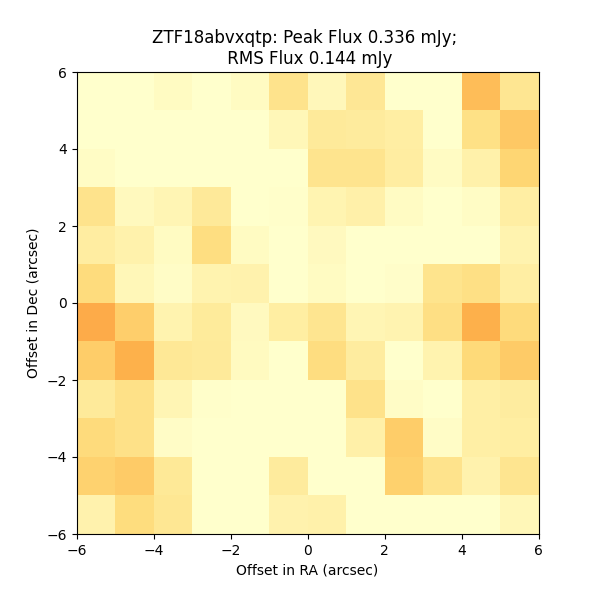 ZTF18abvxqtp: Peak Flux 0.336 mJy;
RMS Flux 0.144 mJy
6
4
2
0
−2
−4
−6
Offset in Dec (arcsec)
−6 −4 −2 0 2 4 6
Offset in RA (arcsec)